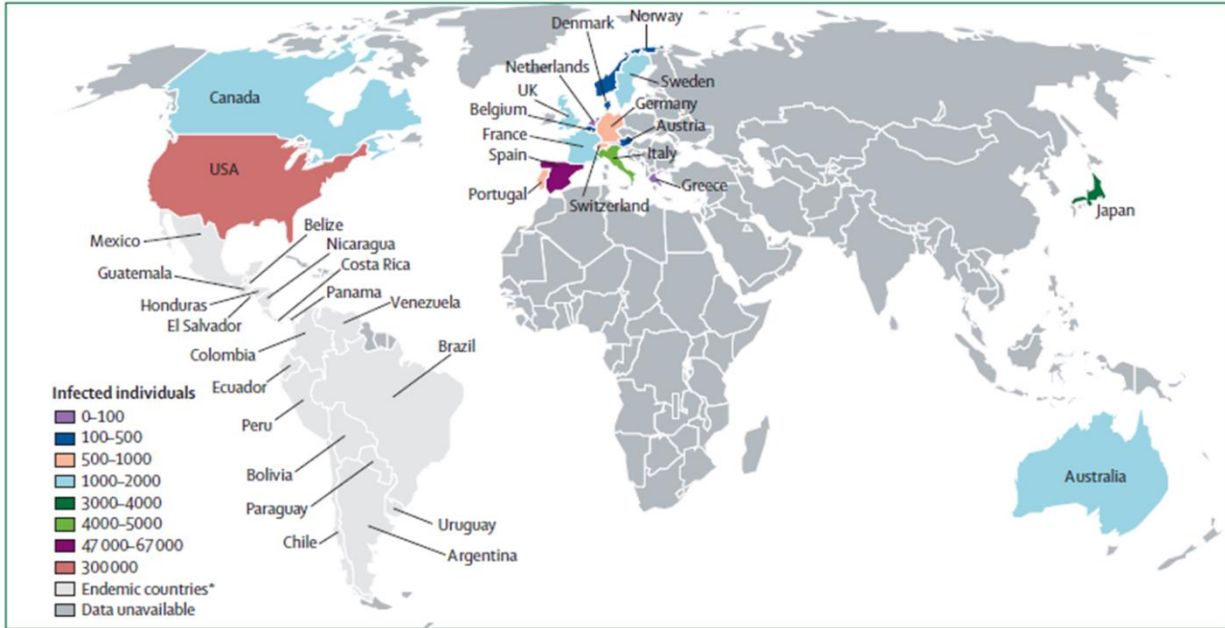 Norway
Denmark
Netherlands
Sweden
UK
Canada
Germany
Belgium
Austria
France
USA
Spain
Italy
Portugal
Greece
Switzerland
Japan
Belize
Mexico
Nicaragua
Guatemala
Costa Rica
Honduras
Panama
El Salvador
Venezuela
Colombia
Brazil
Ecuador
Peru
Bolivia
Paraguay
Uruguay
Chile
Argentina
Australia
Infected individuals
0–100
100–500
500–1000
1000–2000
3000–4000
4000–5000
47 000–67 000
300 000
Endemic countries*
Data unavailable